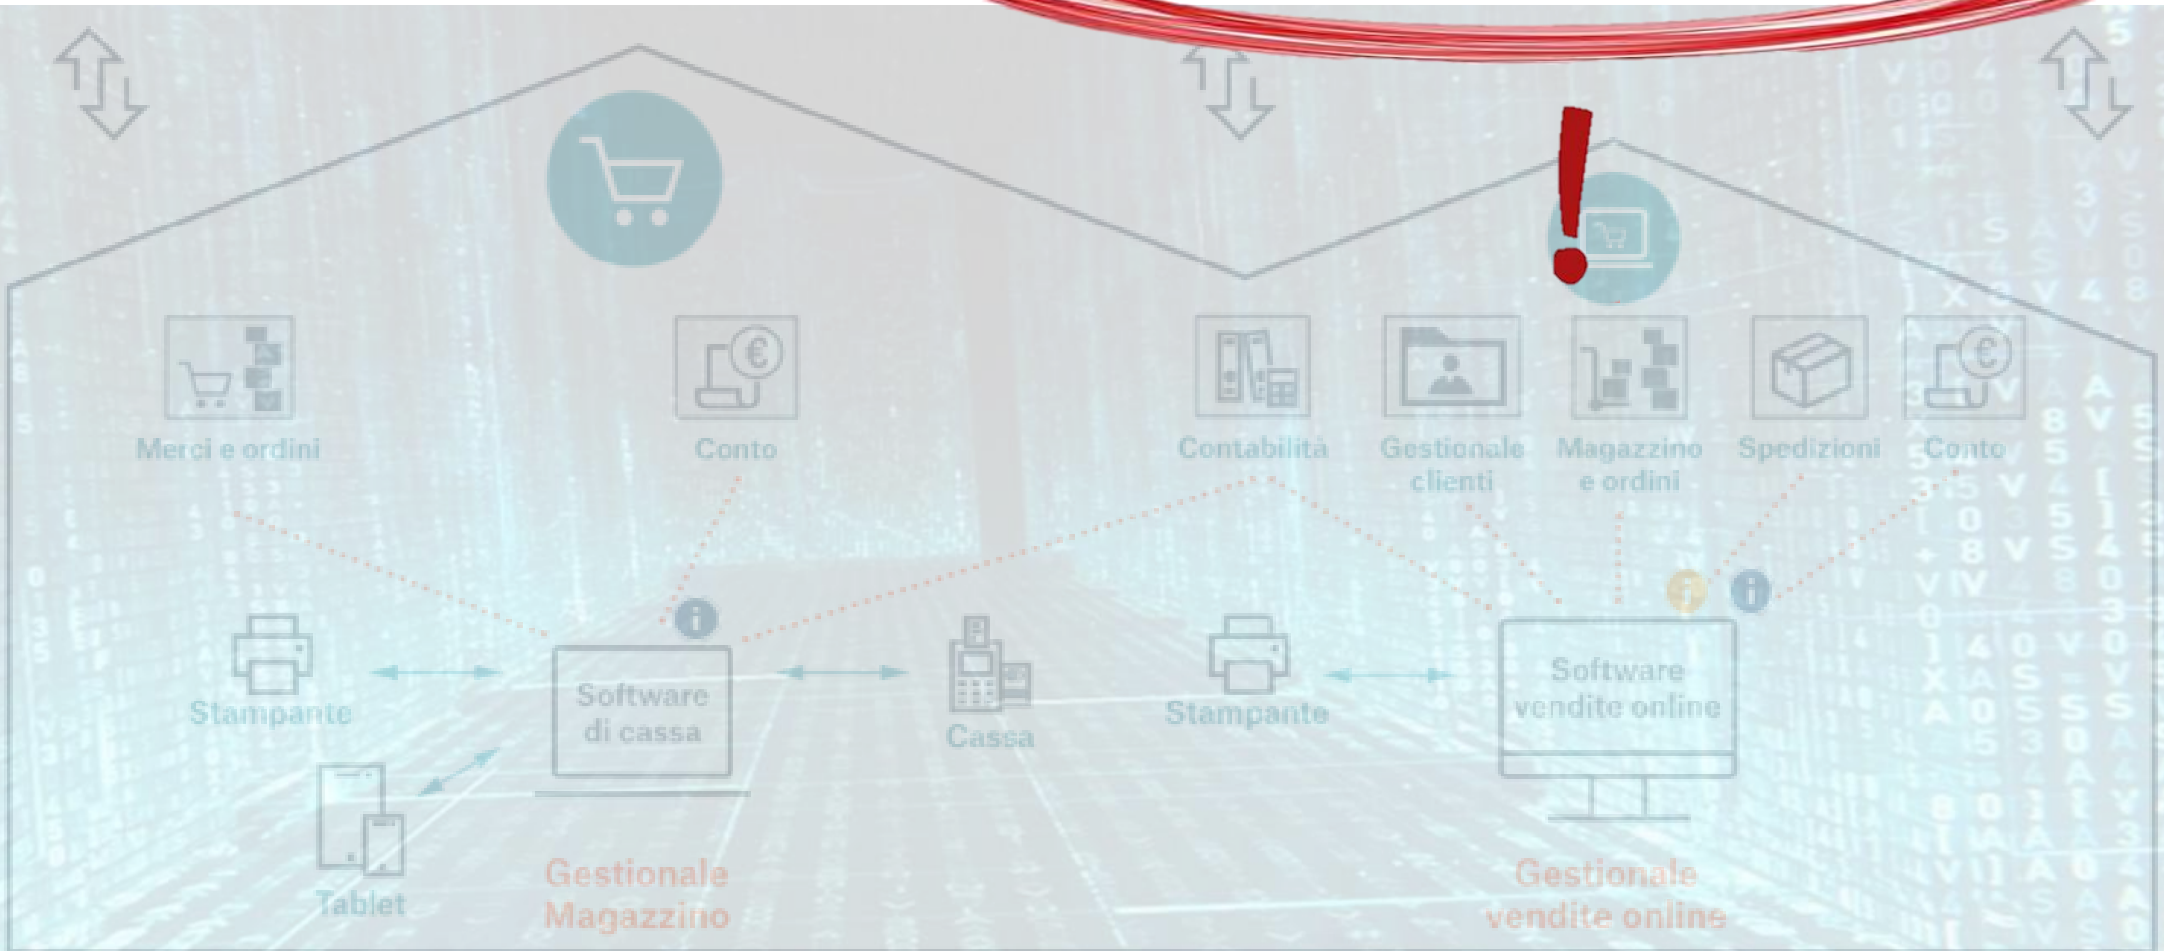 Merci e ordini
Conto
Contabilità
Gestionale
clienti
Magazzino
e ordini
Spedizioni
Conto
Stampante
Software
di cassa
Cassa
Stampante
Software
vendite online
Tablet
Gestionale
Magazzino
Gestionale
vendite online
!
€
€
i
i
i